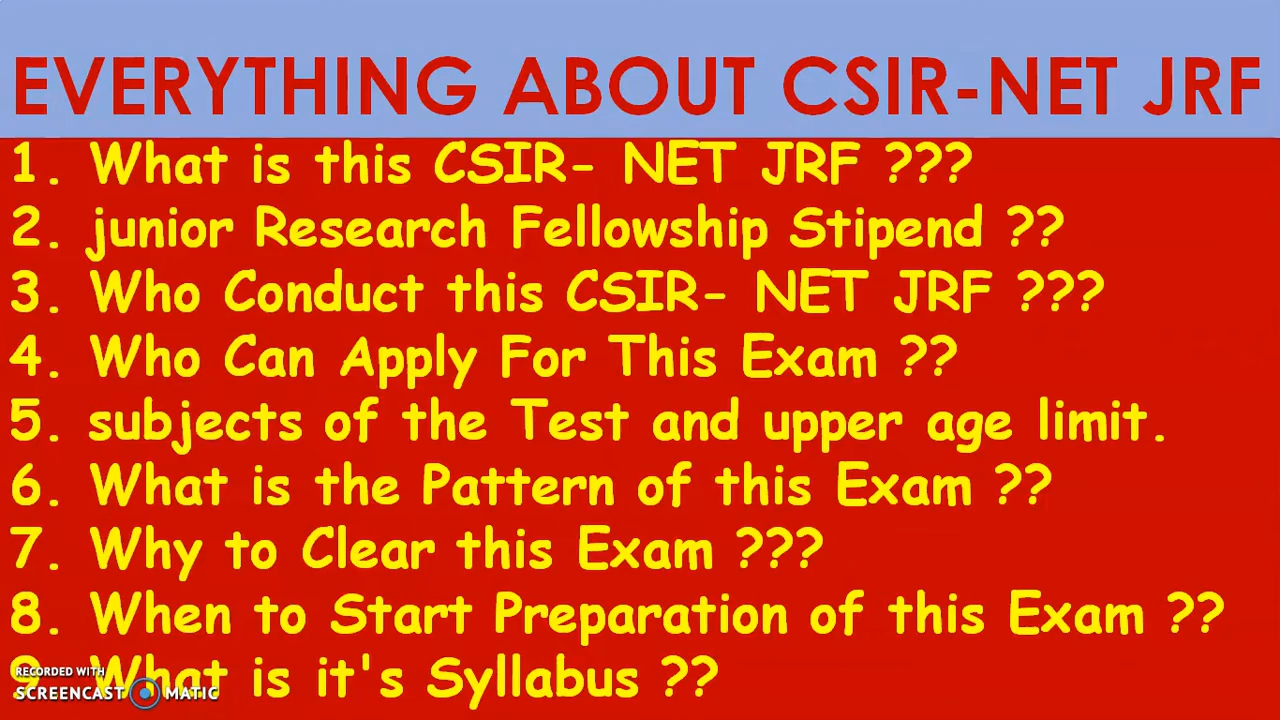 EVERYTHING ABOUT CSIR-NET JRF
1. What is this CSIR- NET JRF ???
2. junior Research Fellowship Stipend ??
3. Who Conduct this CSIR- NET JRF ???
4. Who Can Apply For This Exam ??
5. subjects of the Test and upper age limit.
6. What is the Pattern of this Exam ??
7. Why to Clear this Exam ???
8. When to Start Preparation of this Exam ??
9. What is it's Syllabus ??
RECORDED WITH
SCREENCAST MATIC